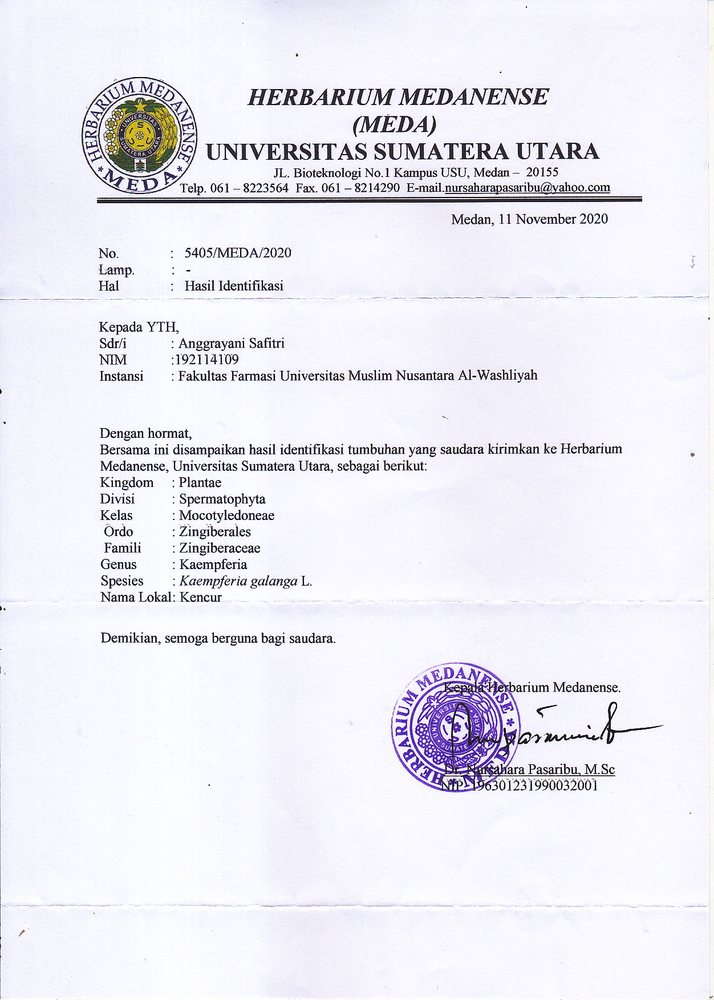 HERBARIUM MEDANENSE
* MEDA *
UNIVERSITAS
SUMATERA UTARA
HERBARIUM MEDANENSE
(MEDA)
UNIVERSITAS SUMATERA UTARA
JL. Bioteknologi No.1 Kampus USU, Medan – 20155
Telp. 061 – 8223564 Fax. 061 – 8214290 E-mail.nursaharapasaribu@yahoo.com
Medan, 11 November 2020
No. : 5405/MEDA/2020
Lamp. : -
Hal : Hasil Identifikasi
Kepada YTH,
Sdr/i : Anggrayani Safitri
NIM :192114109
Instansi : Fakultas Farmasi Universitas Muslim Nusantara Al-Washliyah
Dengan hormat,
Bersama ini disampaikan hasil identifikasi tumbuhan yang saudara kirimkan ke Herbarium
Medanense, Universitas Sumatera Utara, sebagai berikut:
Kingdom : Plantae
Divisi : Spermatophyta
Kelas : Mocotyledoneae
Ordo : Zingiberales
Famili : Zingiberaceae
Genus : Kaempferia
Spesies : Kaempferia galanga L.
Nama Lokal: Kencur
Demikian, semoga berguna bagi saudara.
Kepala Herbarium Medanense.
HERBARIUM MEDANENSE
* MEDA *
Dr. Nursahara Pasaribu, M.Sc
NIP. 196301231990032001